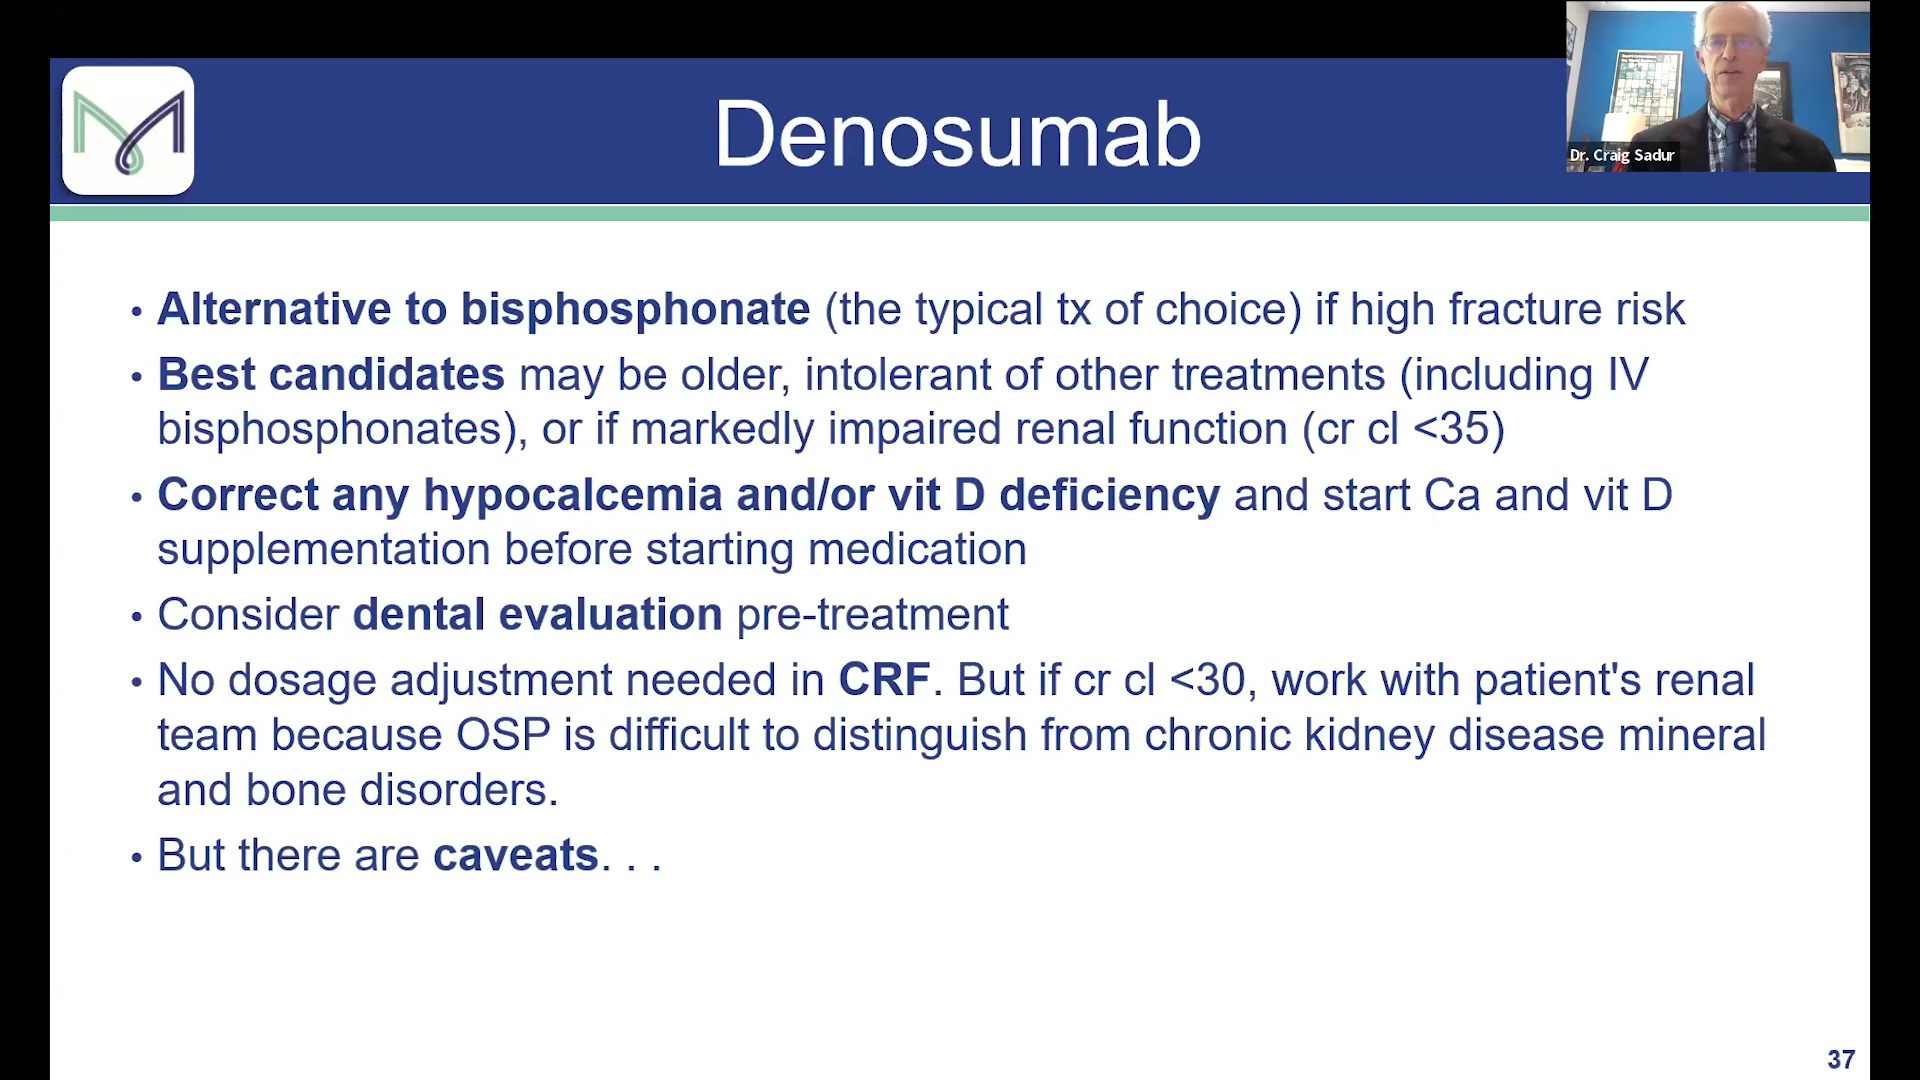 Denosumab
Dr. Craig Sadur
• Alternative to bisphosphonate (the typical tx of choice) if high fracture risk
• Best candidates may be older, intolerant of other treatments (including IV
bisphosphonates), or if markedly impaired renal function (cr cl <35)
• Correct any hypocalcemia and/or vit D deficiency and start Ca and vit D
supplementation before starting medication
• Consider dental evaluation pre-treatment
• No dosage adjustment needed in CRF. But if cr cl <30, work with patient's renal
team because OSP is difficult to distinguish from chronic kidney disease mineral
and bone disorders.
• But there are caveats. . .
37